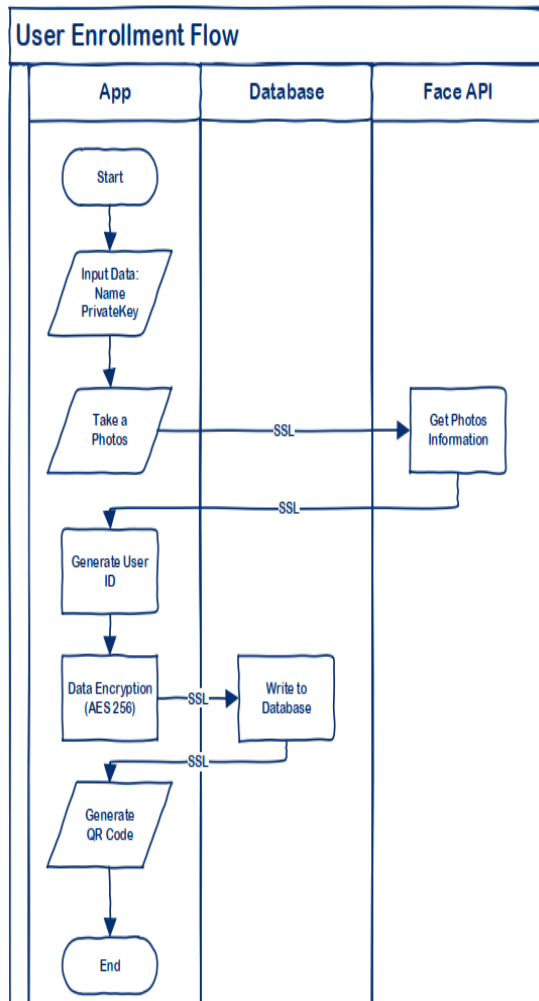 User Enrollment Flow
App
Database
Face API
Start
Input Data:
Name
PrivateKey
Take a
Photos
SSL
Get Photos
Information
SSL
Generate User
ID
Data Encryption
(AES 256)
SSL
Write to
Database
SSL
Generate
QR Code
End